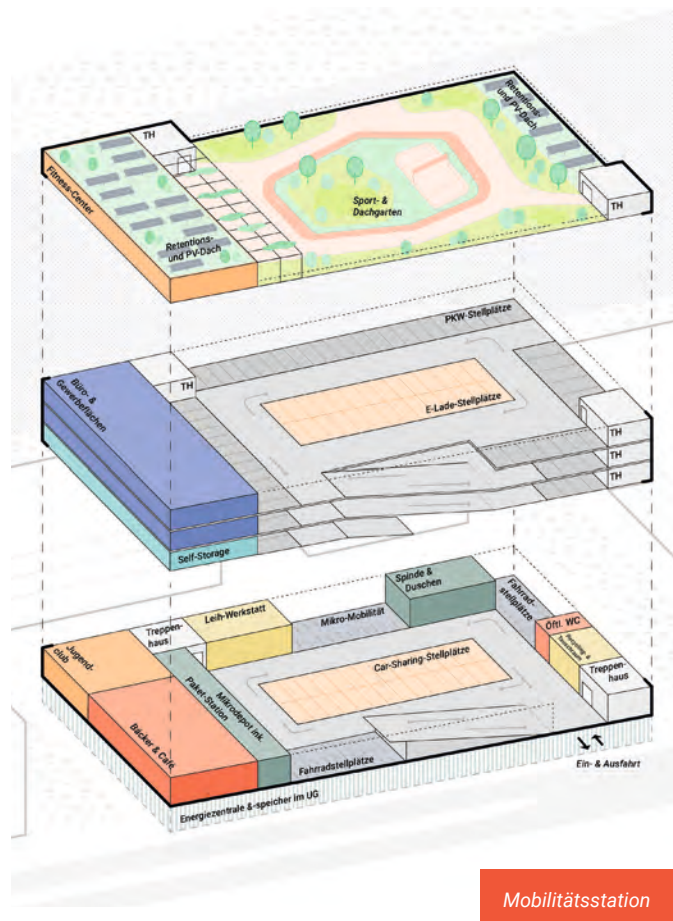 Retentions-
und PV-Dach
TH
Fitness-Center
Sport- &
Dachgarten
TH
Retentions-
und PV-Dach
PKW-Stellplätze
Büro- &
Gewerbeflächen
TH
E-Lade-Stellplätze
TH
TH
TH
Self-Storage
Spinde &
Duschen
Fahrrad-
stellplätze
Leih-Werkstatt
Treppen-
haus
Mikro-Mobilität
Öftl. WC
Jugend-
club
Treppen-
haus
Car-Sharing-Stellplätze
Mikrodepot ink.
Paket-Station
Bäcker & Café
Fahrradstellplätze
Ein- & Ausfahrt
Energiezentrale &-speicher im UG
Mobilitätsstation